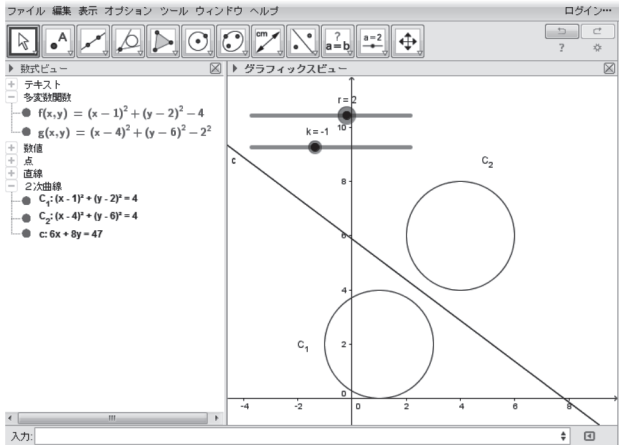 ファイル 編集 表示 オプション ツール ウィンドウ ヘルプ ログイン…
A
cm
?
a=b
a=2
?
数式ビュー
テキスト
多変数関数
f(x,y) = (x − 1)² + (y − 2)² − 4
g(x,y) = (x − 4)² + (y − 6)² − 2²
数値
点
直線
2次曲線
C₁: (x - 1)² + (y - 2)² = 4
C₂: (x - 4)² + (y - 6)² = 4
c: 6x + 8y = 47
グラフィックスビュー
r = 2
10
k = -1
c
C₂
8
6
4
C₁
2
0
-4 -2 0 2 4 6 8
入力: